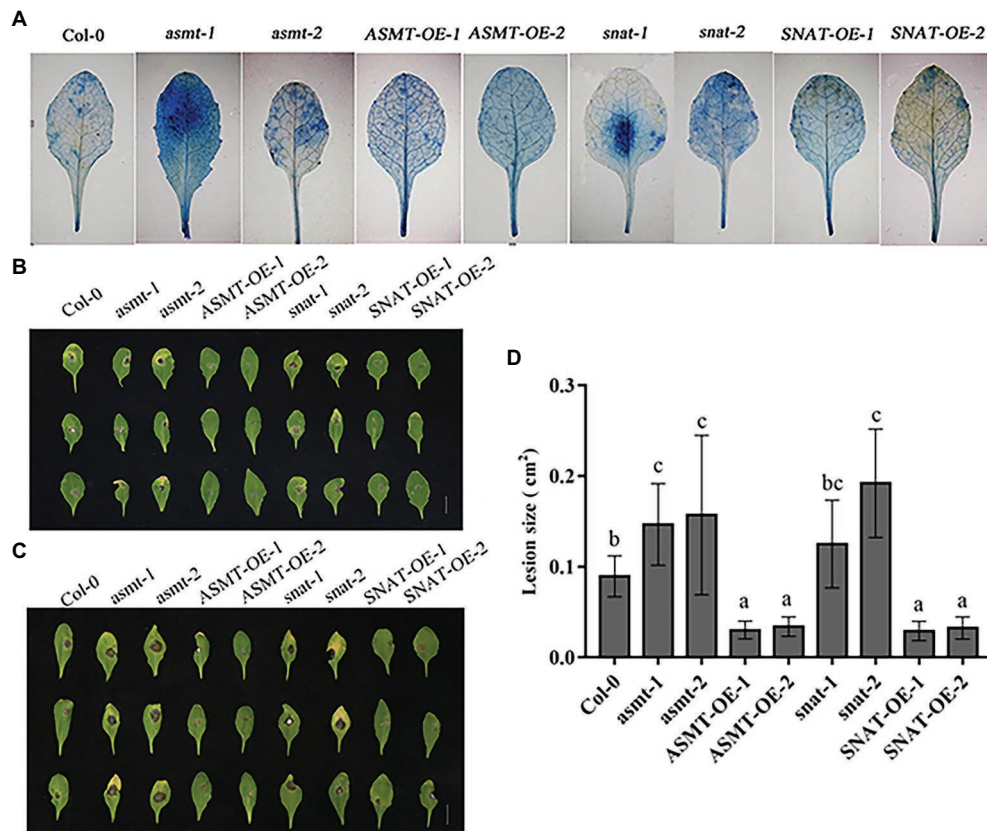 A
Col-0 asmt-1 asmt-2 ASMT-OE-1 ASMT-OE-2 snat-1 snat-2 SNAT-OE-1 SNAT-OE-2
B
Col-0 asmt-1 asmt-2 ASMT-OE-1 ASMT-OE-2 snat-1 snat-2 SNAT-OE-1 SNAT-OE-2
C
Col-0 asmt-1 asmt-2 ASMT-OE-1 ASMT-OE-2 snat-1 snat-2 SNAT-OE-1 SNAT-OE-2
D
Lesion size ( cm²)
0.3
0.2
0.1
0.0
b c c a a bc c a a
Col-0 asmt-1 asnt-2 ASMT-OE-1 ASMT-OE-2 snat-1 snat-2 SNAT-OE-1 SNAT-OE-2